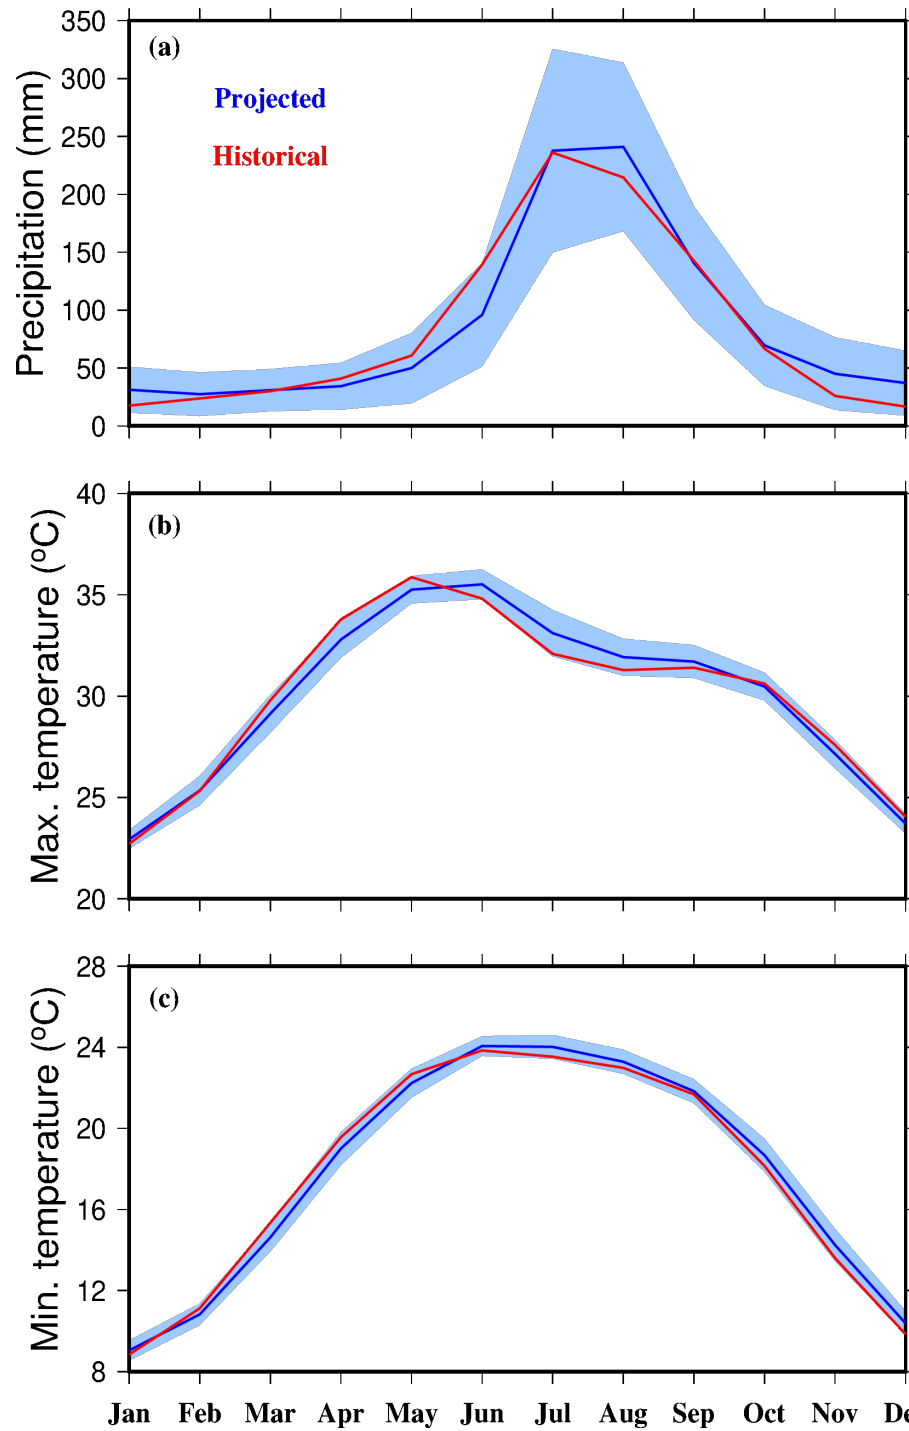 350
300
250
200
150
100
50
0
Precipitation (mm)
(a)
Projected
Historical
40
35
30
25
20
Max. temperature (ºC)
(b)
28
24
20
16
12
8
Min. temperature (ºC)
(c)
Jan Feb Mar Apr May Jun Jul Aug Sep Oct Nov De